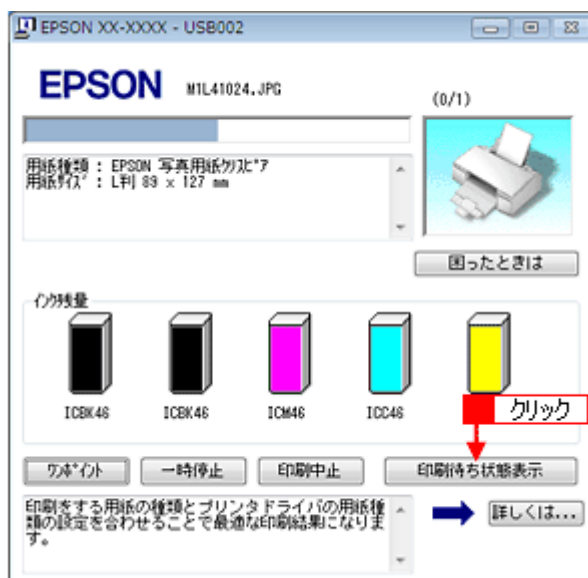 EPSON XX-XXXX - USB002
EPSON M1L41024.JPG
(0/1)
用紙種類 : EPSON 写真用紙ｸﾘｽﾋﾟｱ
用紙ｻｲｽﾞ : L判 89 x 127 mm
困ったときは
ｲﾝｸ残量
ICBK46 ICBK46 ICM46 ICC46
クリック
ﾜﾝﾎﾟｲﾝﾄ 一時停止 印刷中止 印刷待ち状態表示
印刷をする用紙の種類とプリンタドライバの用紙種
類の設定を合わせることで最適な印刷結果になりま
す。
詳しくは...